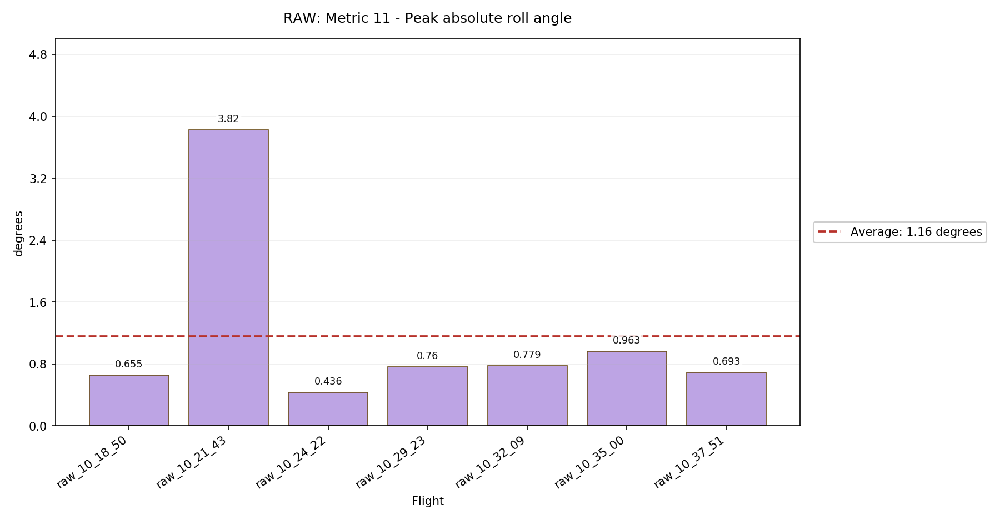 RAW: Metric 11 - Peak absolute roll angle
degrees
4.8
4.0
3.2
2.4
1.6
0.8
0.0
0.655
3.82
0.436
0.76
0.779
0.963
0.693
Average: 1.16 degrees
raw_10_18_50
raw_10_21_43
raw_10_24_22
raw_10_29_23
raw_10_32_09
raw_10_35_00
raw_10_37_51
Flight